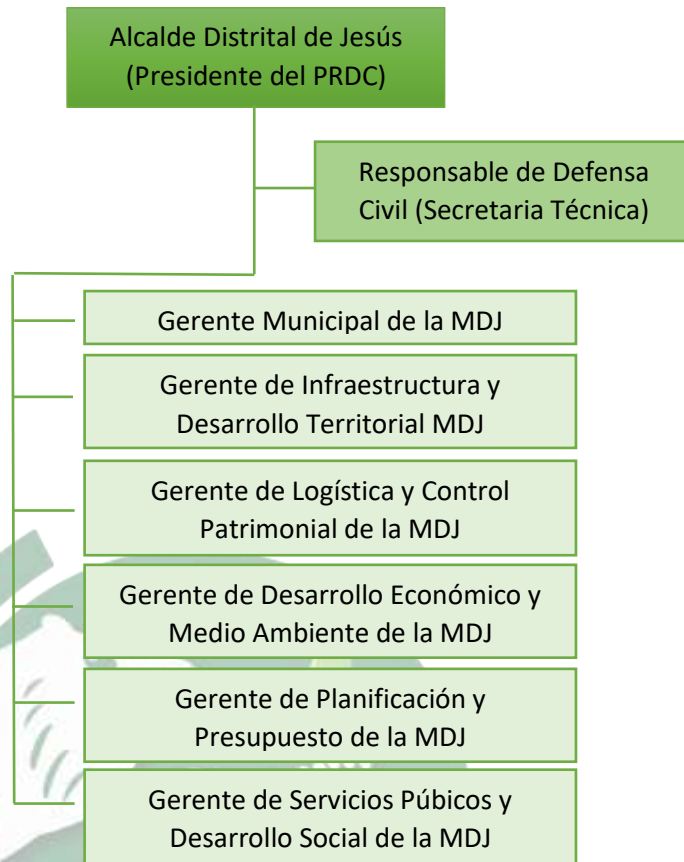 Alcalde Distrital de Jesús
(Presidente del PRDC)
Responsable de Defensa
Civil (Secretaria Técnica)
Gerente Municipal de la MDJ
Gerente de Infraestructura y
Desarrollo Territorial MDJ
Gerente de Logística y Control
Patrimonial de la MDJ
Gerente de Desarrollo Económico y
Medio Ambiente de la MDJ
Gerente de Planificación y
Presupuesto de la MDJ
Gerente de Servicios Púbicos y
Desarrollo Social de la MDJ